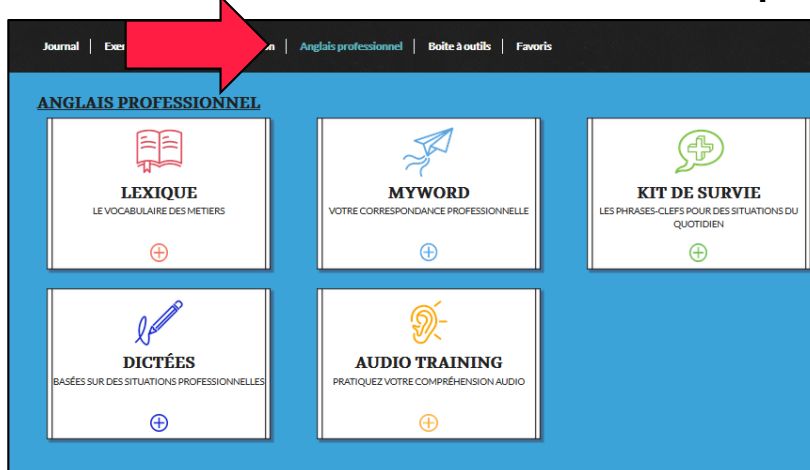 Journal
Anglais professionnel
Boîte à outils
Favoris
ANGLAIS PROFESSIONNEL
LEXIQUE
LE VOCABULAIRE DES METIERS
MYWORD
VOTRE CORRESPONDANCE PROFESSIONNELLE
KIT DE SURVIE
LES PHRASES-CLEFS POUR DES SITUATIONS DU
QUOTIDIEN
DICTÉES
BASÉES SUR DES SITUATIONS PROFESSIONNELLES
AUDIO TRAINING
PRATIQUEZ VOTRE COMPRÉHENSION AUDIO